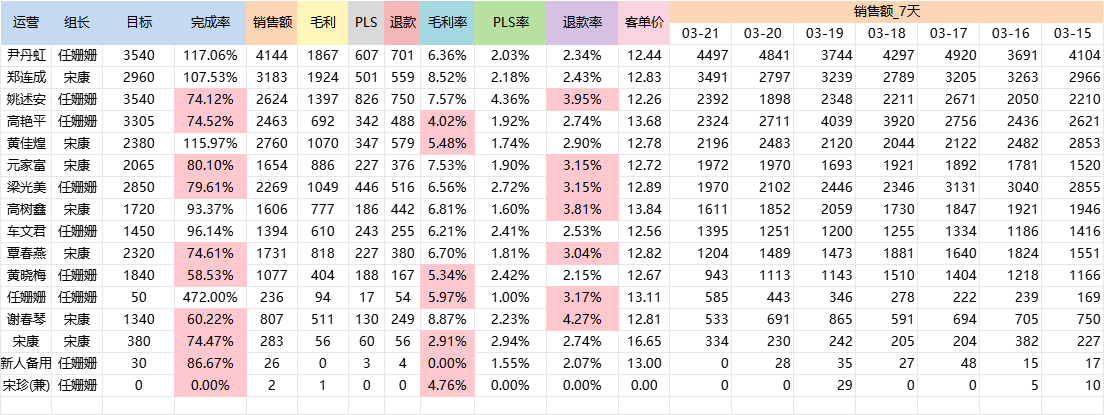 运营 组长 目标 完成率 销售额 毛利 PLS 退款 毛利率 PLS率 退款率 客单价 销售额_7天
03-21 03-20 03-19 03-18 03-17 03-16 03-15
尹丹虹 任姗姗 3540 117.06% 4144 1867 607 701 6.36% 2.03% 2.34% 12.44 4497 4841 3744 4297 4920 3691 4104
郑连成 宋康 2960 107.53% 3183 1924 501 559 8.52% 2.18% 2.43% 12.83 3491 2797 3239 2789 3205 3263 2966
姚述安 任姗姗 3540 74.12% 2624 1397 826 750 7.57% 4.36% 3.95% 12.26 2392 1898 2348 2211 2671 2050 2210
高艳平 任姗姗 3305 74.52% 2463 692 342 488 4.02% 1.92% 2.74% 13.68 2324 2711 4039 3920 2756 2436 2621
黄佳煌 宋康 2380 115.97% 2760 1070 347 579 5.48% 1.74% 2.90% 12.78 2196 2483 2120 2044 2122 2482 2853
元家富 宋康 2065 80.10% 1654 886 227 376 7.53% 1.90% 3.15% 12.72 1972 1970 1693 1921 1892 1781 1520
梁光美 任姗姗 2850 79.61% 2269 1049 446 516 6.56% 2.72% 3.15% 12.89 1970 2102 2446 2346 3131 3040 2855
高树鑫 宋康 1720 93.37% 1606 777 186 442 6.81% 1.60% 3.81% 13.84 1611 1852 2059 1730 1847 1921 1946
车文君 任姗姗 1450 96.14% 1394 610 243 255 6.21% 2.41% 2.53% 12.56 1395 1251 1200 1255 1334 1186 1416
覃春燕 宋康 2320 74.61% 1731 818 227 380 6.70% 1.81% 3.04% 12.82 1204 1489 1473 1881 1640 1824 1551
黄晓梅 任姗姗 1840 58.53% 1077 404 188 167 5.34% 2.42% 2.15% 12.67 943 1113 1143 1510 1404 1218 1166
任姗姗 任姗姗 50 472.00% 236 94 17 54 5.97% 1.00% 3.17% 13.11 585 443 346 278 222 239 169
谢春琴 宋康 1340 60.22% 807 511 130 249 8.87% 2.23% 4.27% 12.81 533 691 865 591 694 705 750
宋康 宋康 380 74.47% 283 56 60 56 2.91% 2.94% 2.74% 16.65 334 230 242 205 204 382 227
新人备用 任姗姗 30 86.67% 26 0 3 4 0.00% 1.55% 2.07% 13.00 0 28 35 27 48 15 17
宋珍(兼) 任姗姗 0 0.00% 2 1 0 0 4.76% 0.00% 0.00% 0.00 0 0 29 0 0 5 10